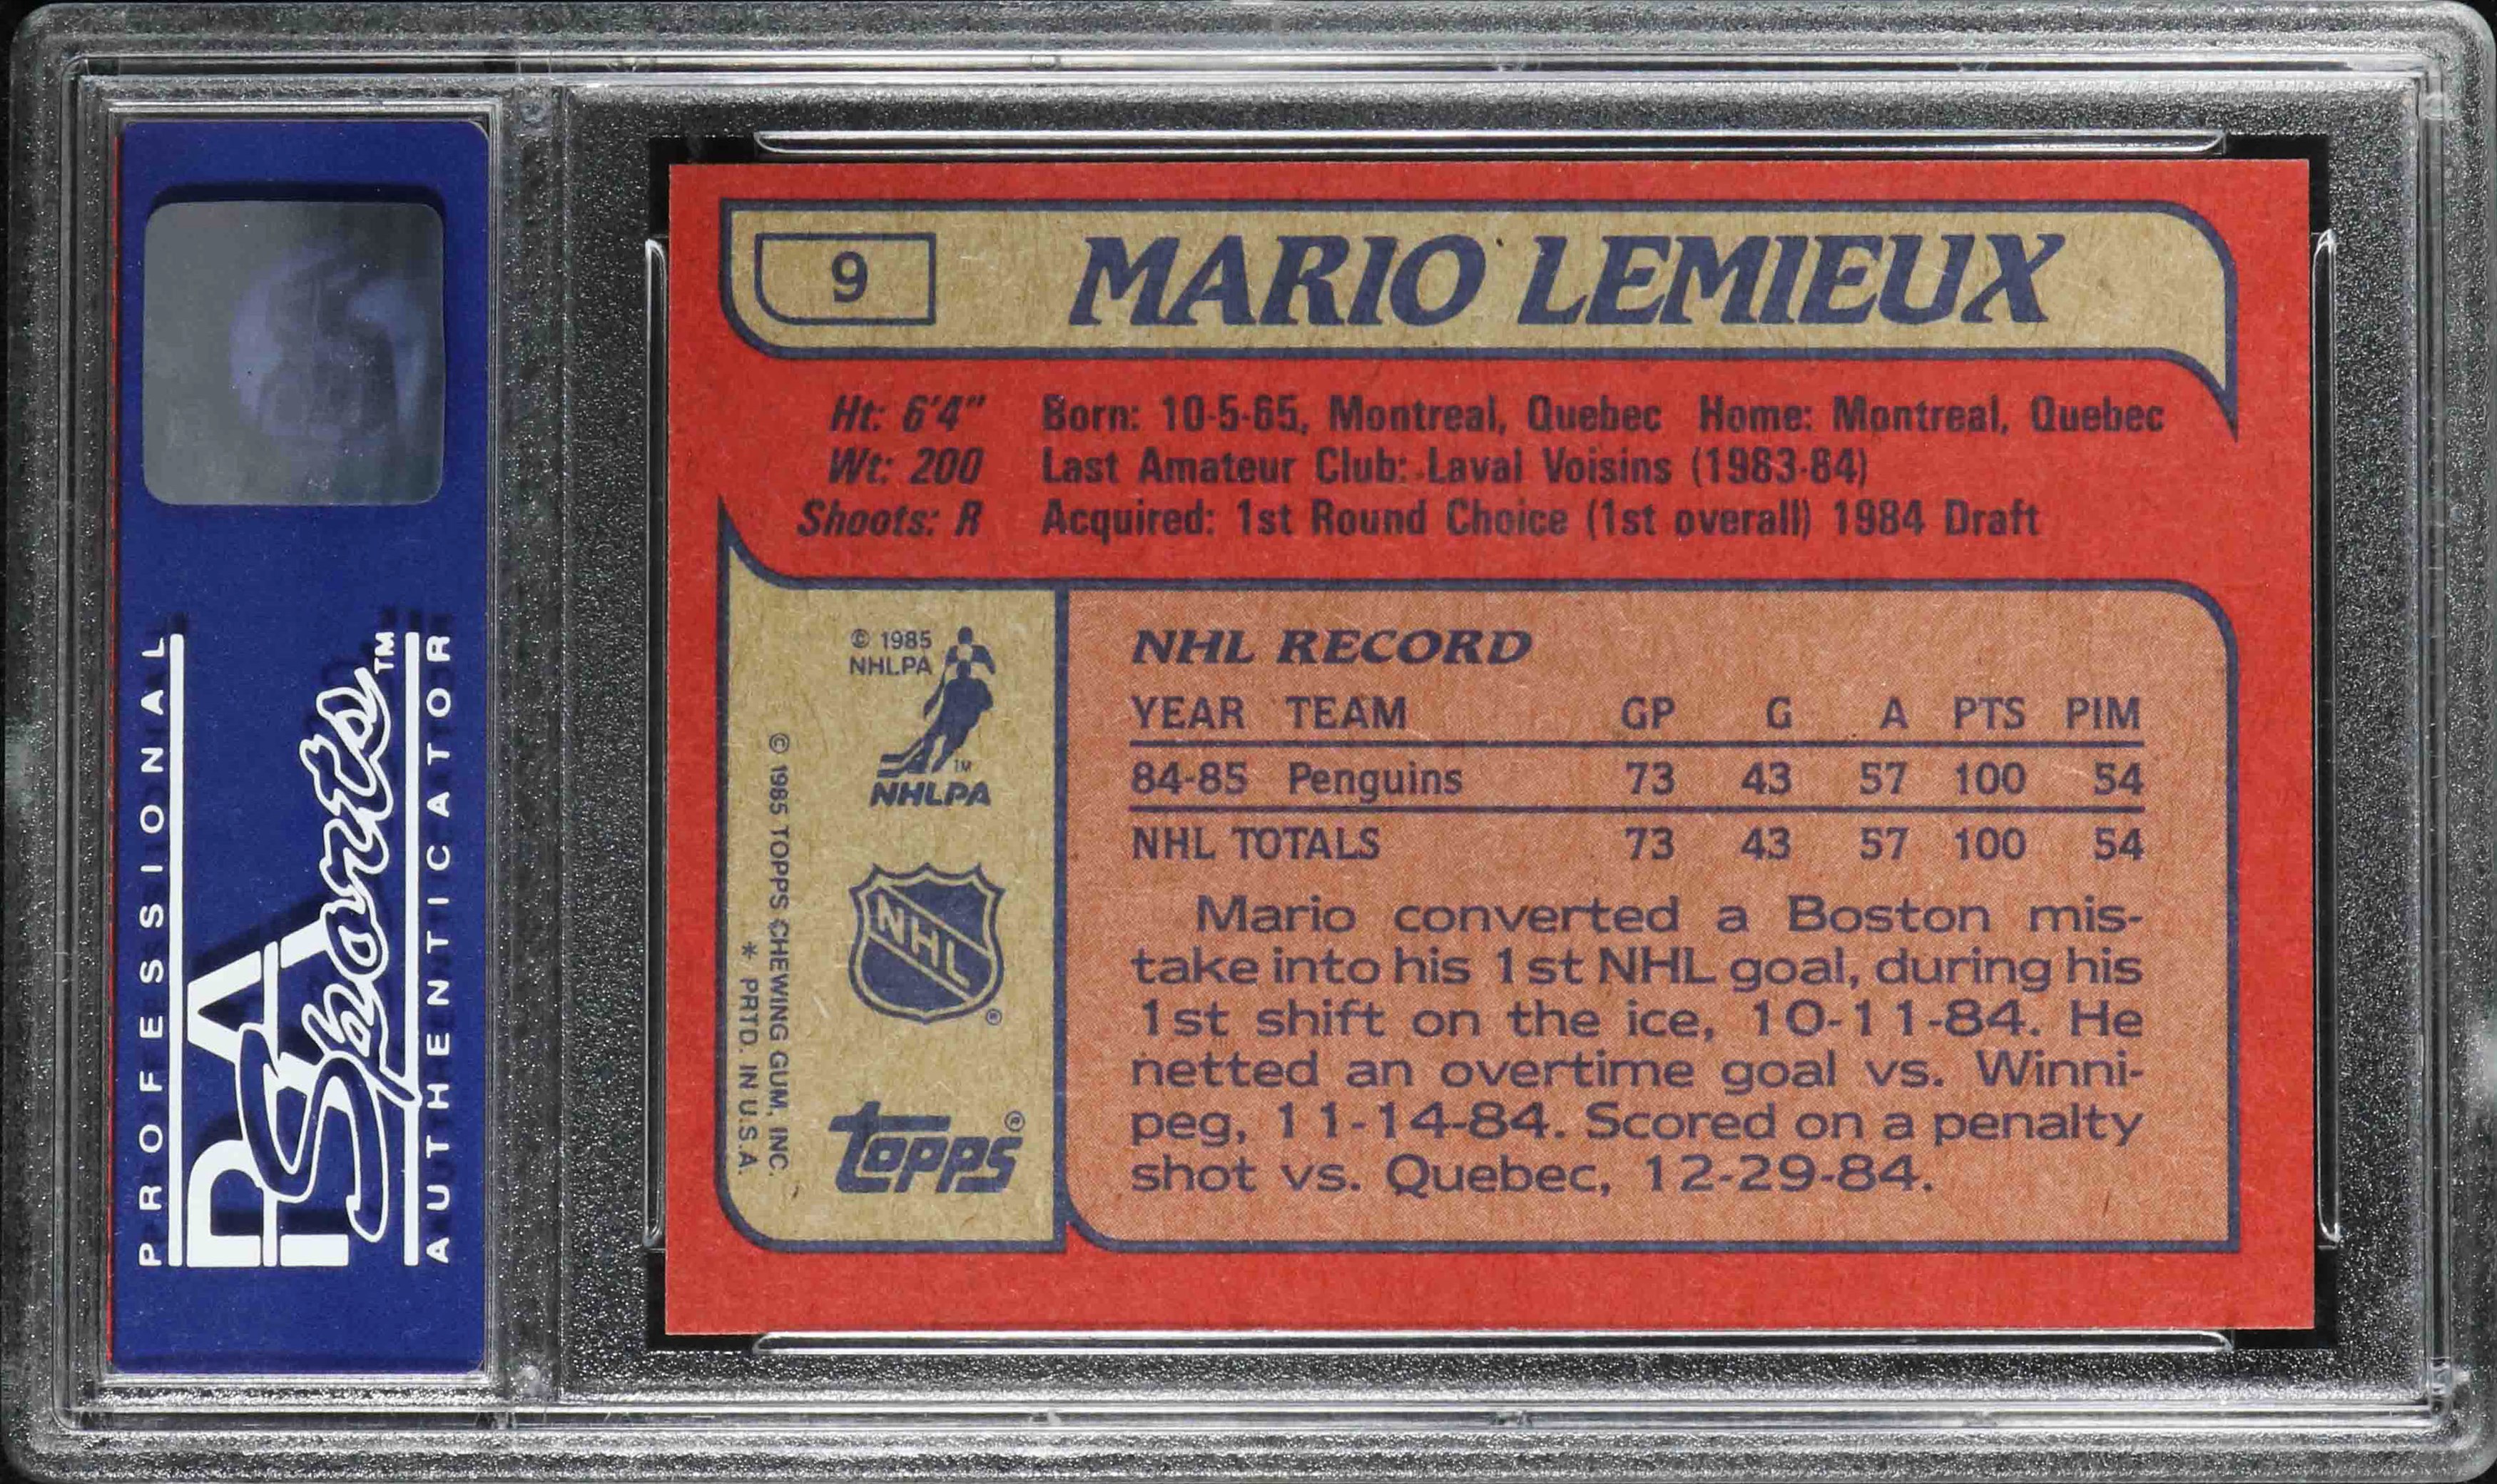 PROFESSIONAL
PSA
Sports™
AUTHENTICATOR
9
MARIO LEMIEUX
Ht: 6'4" Born: 10-5-65, Montreal, Quebec Home: Montreal, Quebec
Wt: 200 Last Amateur Club: Laval Voisins (1983-84)
Shoots: R Acquired: 1st Round Choice (1st overall) 1984 Draft
© 1985
NHLPA
TM
NHLPA
NHL
®
topps®
© 1985 TOPPS CHEWING GUM, INC.
* PRTD. IN U.S.A.
NHL RECORD
YEAR TEAM GP G A PTS PIM
84-85 Penguins 73 43 57 100 54
NHL TOTALS 73 43 57 100 54
Mario converted a Boston mis-
take into his 1st NHL goal, during his
1st shift on the ice, 10-11-84. He
netted an overtime goal vs. Winni-
peg, 11-14-84. Scored on a penalty
shot vs. Quebec, 12-29-84.